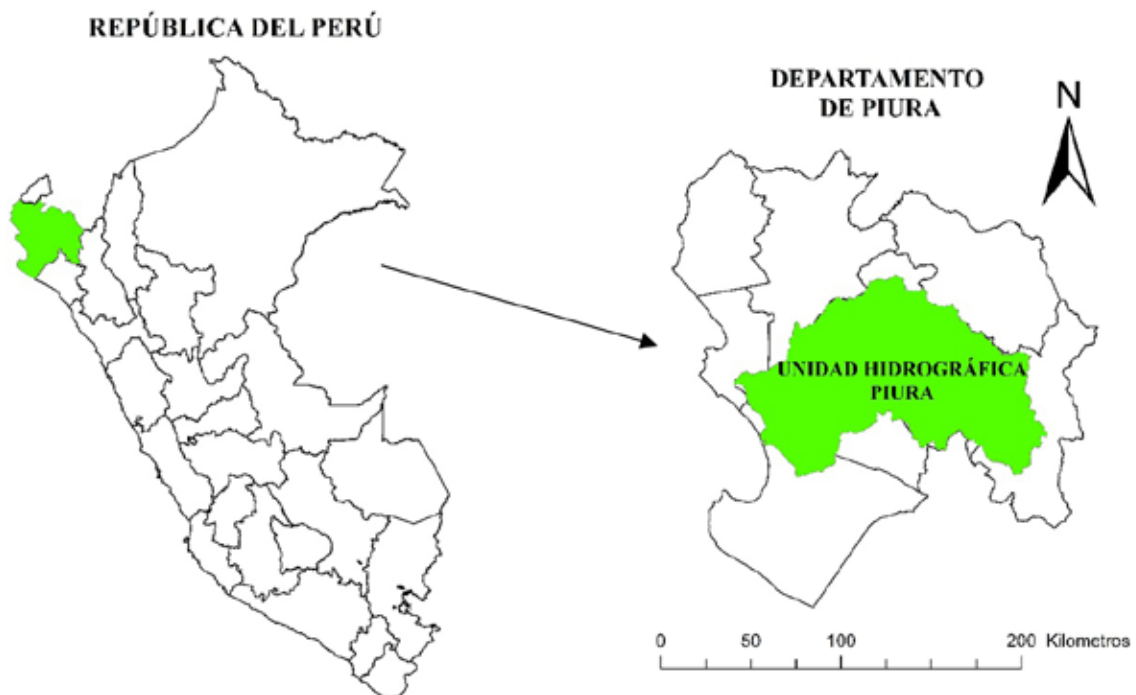 REPÚBLICA DEL PERÚ
DEPARTAMENTO
DE PIURA
N
UNIDAD HIDROGRÁFICA
PIURA
0 50 100 200 Kilometros